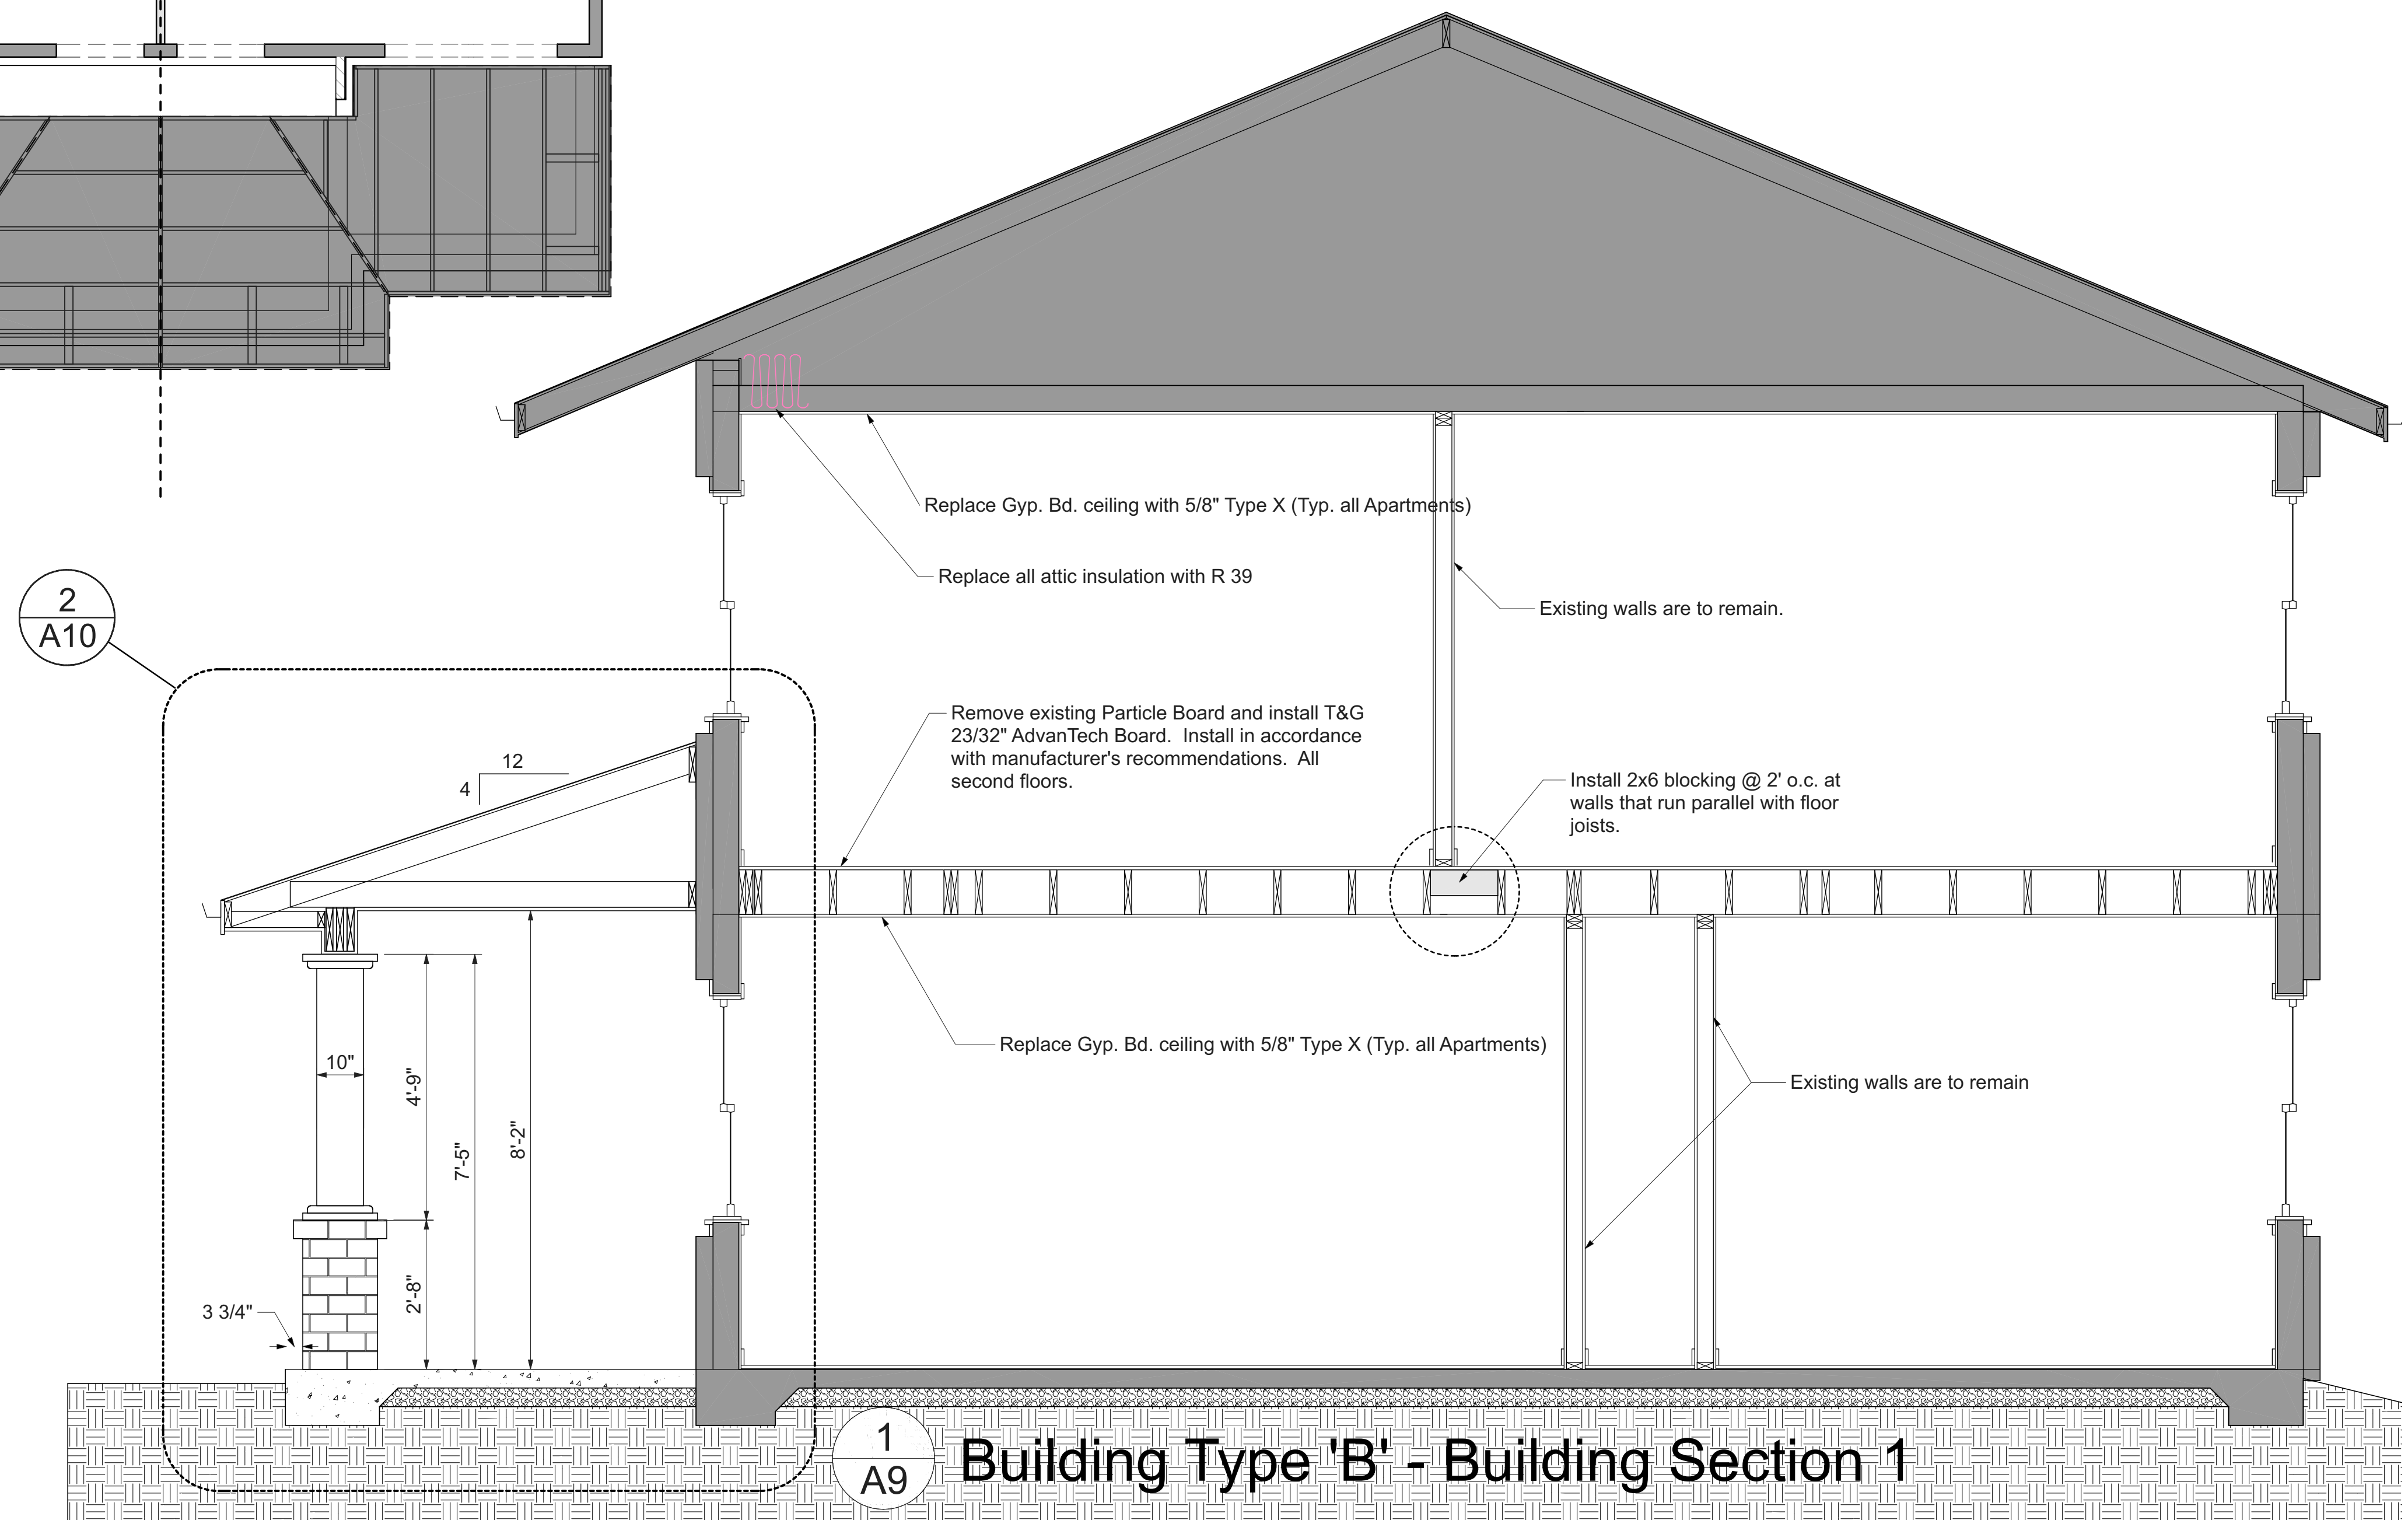 Replace Gyp. Bd. ceiling with 5/8" Type X (Typ. all Apartments)
Replace all attic insulation with R 39
Existing walls are to remain.
2
A10
Remove existing Particle Board and install T&G
23/32" AdvanTech Board.  Install in accordance
with manufacturer's recommendations.  All
second floors.
12
4
Install 2x6 blocking @ 2' o.c. at
walls that run parallel with floor
joists.
Replace Gyp. Bd. ceiling with 5/8" Type X (Typ. all Apartments)
10"
4'-9"
7'-5"
8'-2"
Existing walls are to remain
2'-8"
3 3/4"
1
A9
Building Type 'B' - Building Section 1